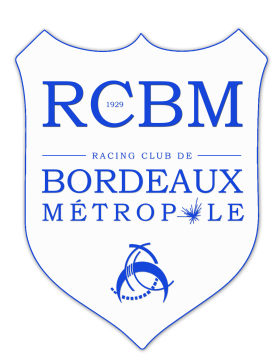 RCBM
1929
RACING CLUB DE
BORDEAUX
MÉTROPOLE